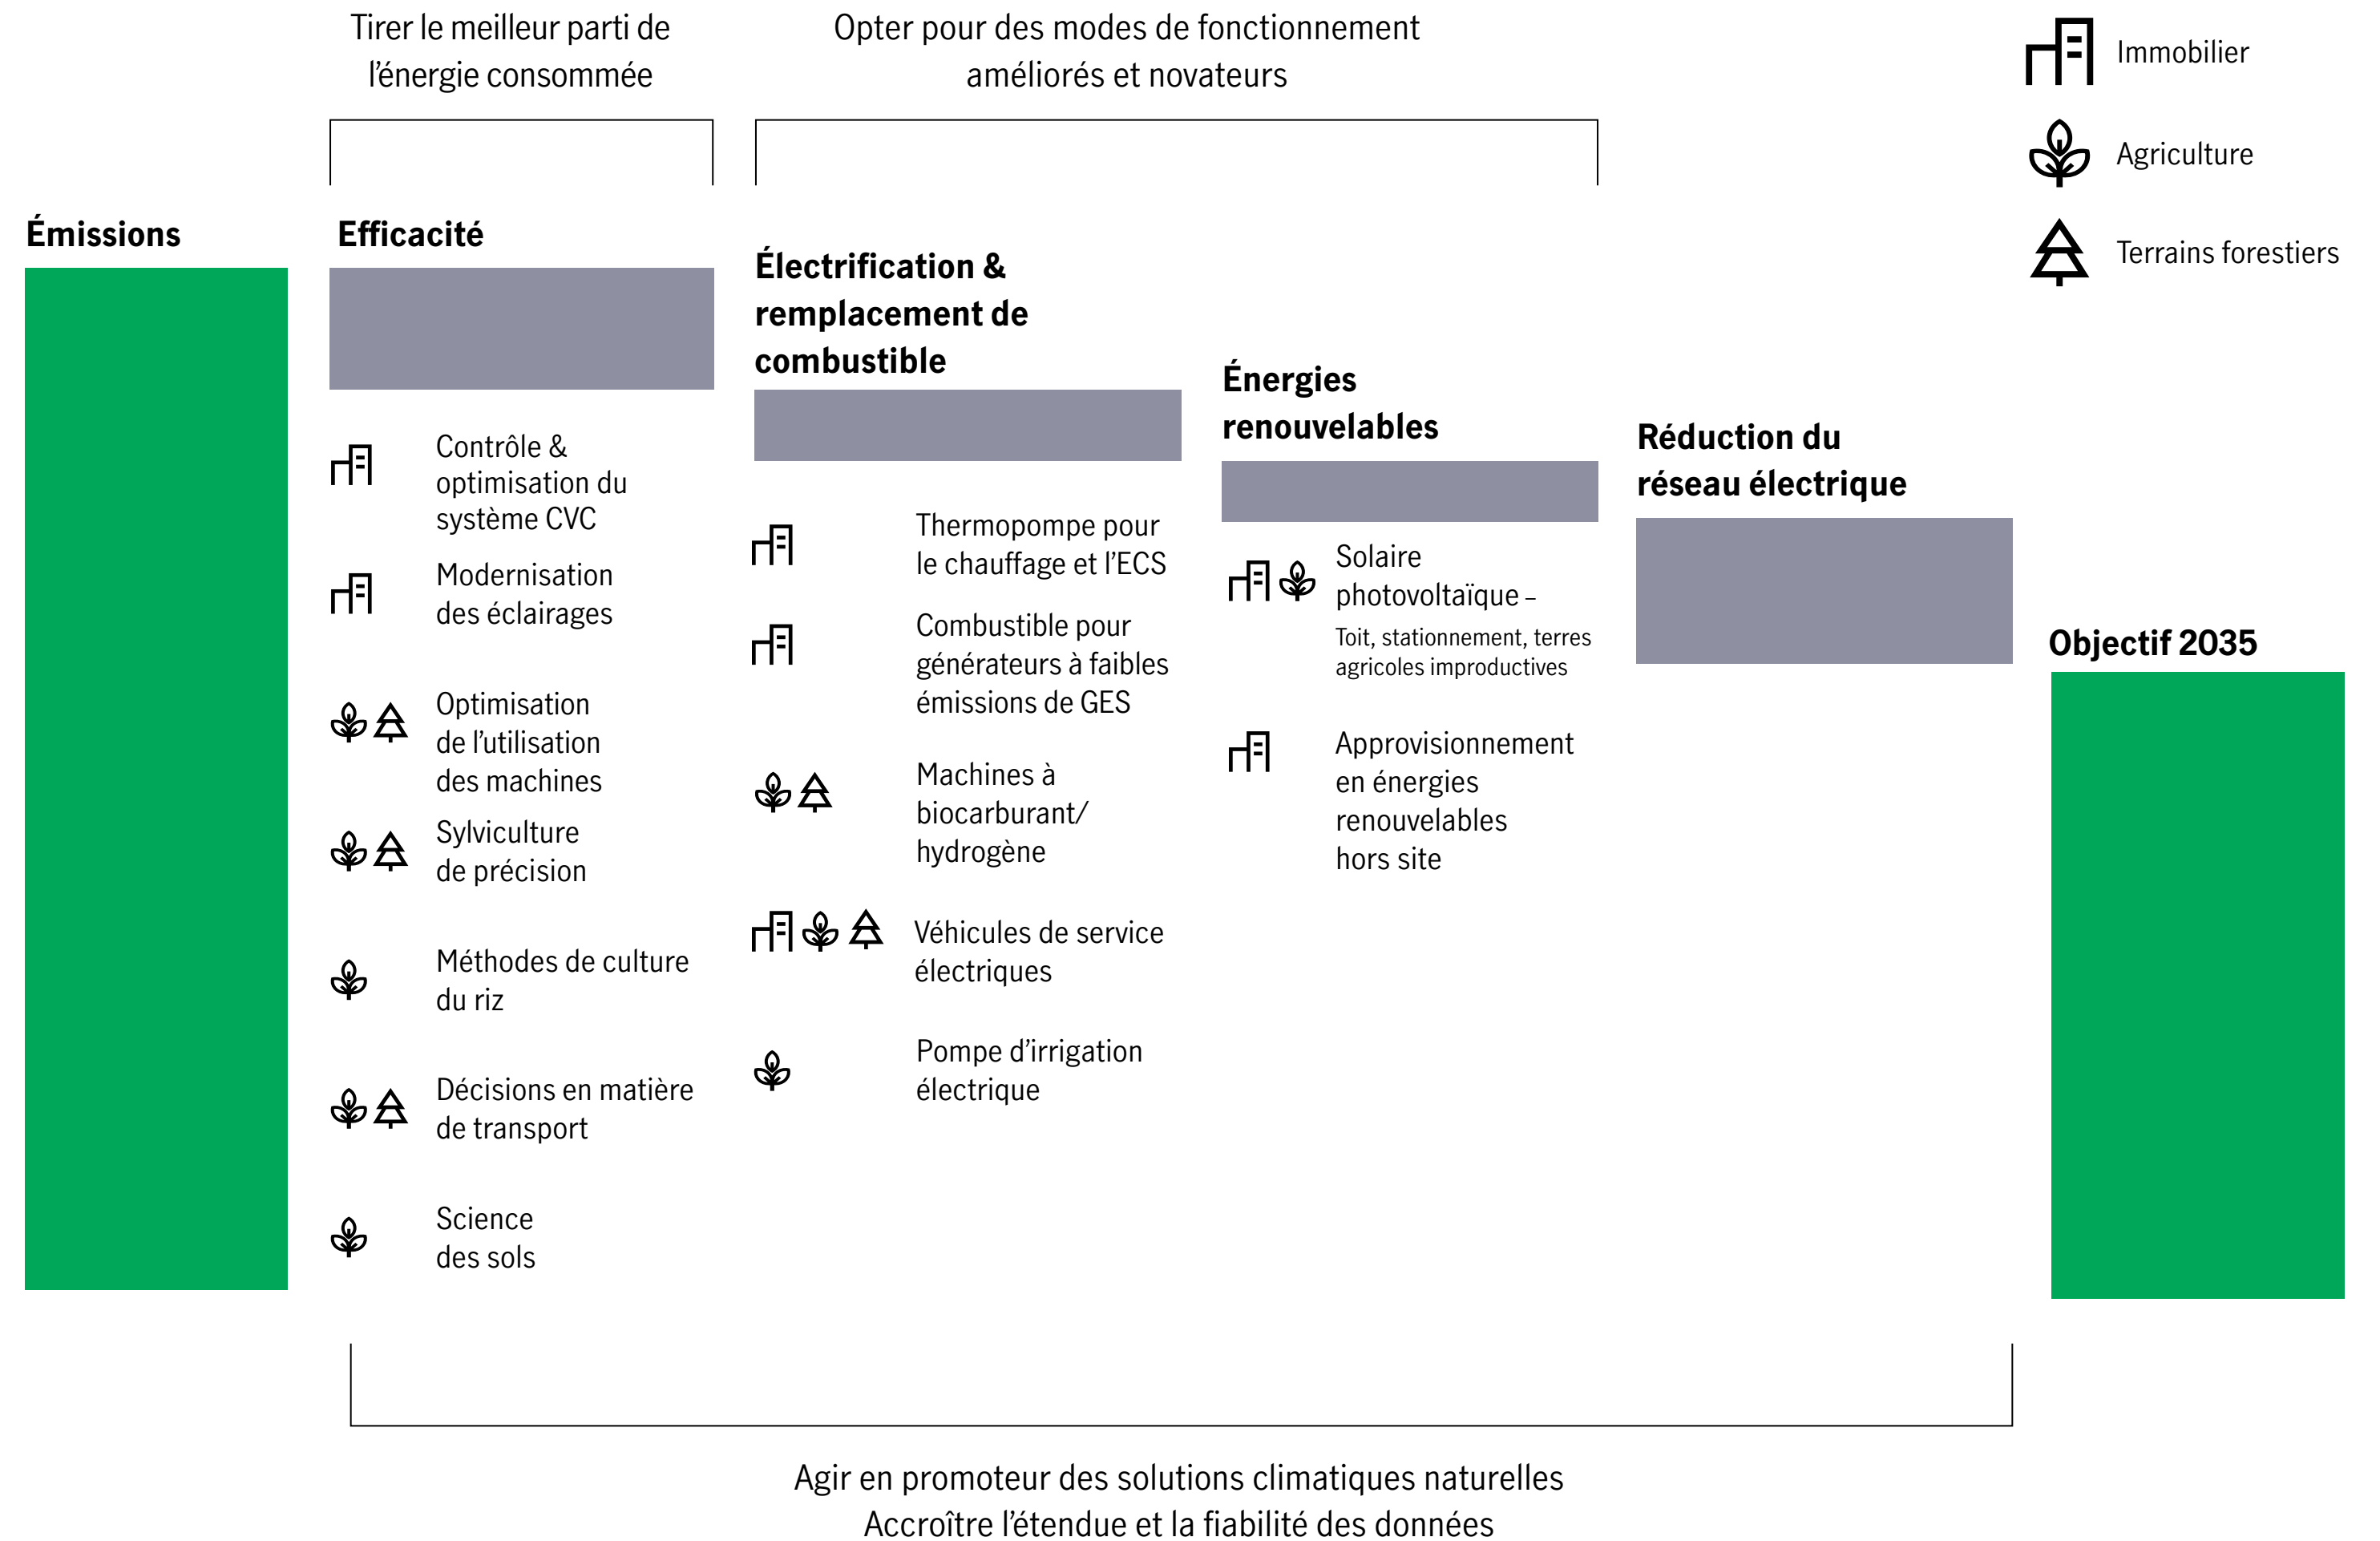 Tirer le meilleur parti de
l’énergie consommée
Opter pour des modes de fonctionnement
améliorés et novateurs
Immobilier
Agriculture
Terrains forestiers
Émissions
Efficacité
Contrôle &
optimisation du
système CVC
Modernisation
des éclairages
Optimisation
de l’utilisation
des machines
Sylviculture
de précision
Méthodes de culture
du riz
Décisions en matière
de transport
Science
des sols
Électrification &
remplacement de
combustible
Thermopompe pour
le chauffage et l’ECS
Combustible pour
générateurs à faibles
émissions de GES
Machines à
biocarburant/
hydrogène
Véhicules de service
électriques
Pompe d’irrigation
électrique
Énergies
renouvelables
Solaire
photovoltaïque –
Toit, stationnement, terres
agricoles improductives
Approvisionnement
en énergies
renouvelables
hors site
Réduction du
réseau électrique
Objectif 2035
Agir en promoteur des solutions climatiques naturelles
Accroître l’étendue et la fiabilité des données